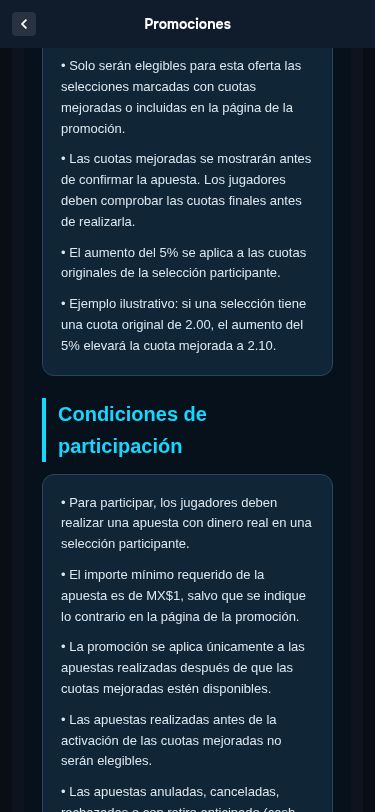 Promociones
• Solo serán elegibles para esta oferta las
selecciones marcadas con cuotas
mejoradas o incluidas en la página de la
promoción.
• Las cuotas mejoradas se mostrarán antes
de confirmar la apuesta. Los jugadores
deben comprobar las cuotas finales antes
de realizarla.
• El aumento del 5% se aplica a las cuotas
originales de la selección participante.
• Ejemplo ilustrativo: si una selección tiene
una cuota original de 2.00, el aumento del
5% elevará la cuota mejorada a 2.10.
Condiciones de
participación
• Para participar, los jugadores deben
realizar una apuesta con dinero real en una
selección participante.
• El importe mínimo requerido de la
apuesta es de MX$1, salvo que se indique
lo contrario en la página de la promoción.
• La promoción se aplica únicamente a las
apuestas realizadas después de que las
cuotas mejoradas estén disponibles.
• Las apuestas realizadas antes de la
activación de las cuotas mejoradas no
serán elegibles.
• Las apuestas anuladas, canceladas,
rechazadas o con retiro anticipado (cash